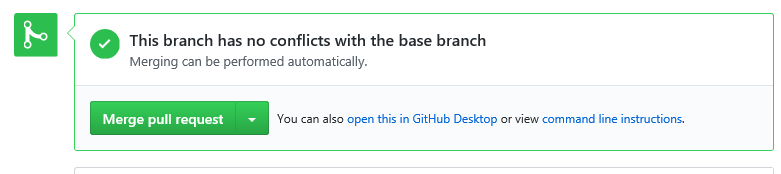 This branch has no conflicts with the base branch
Merging can be performed automatically.
Merge pull request You can also open this in GitHub Desktop or view command line instructions.